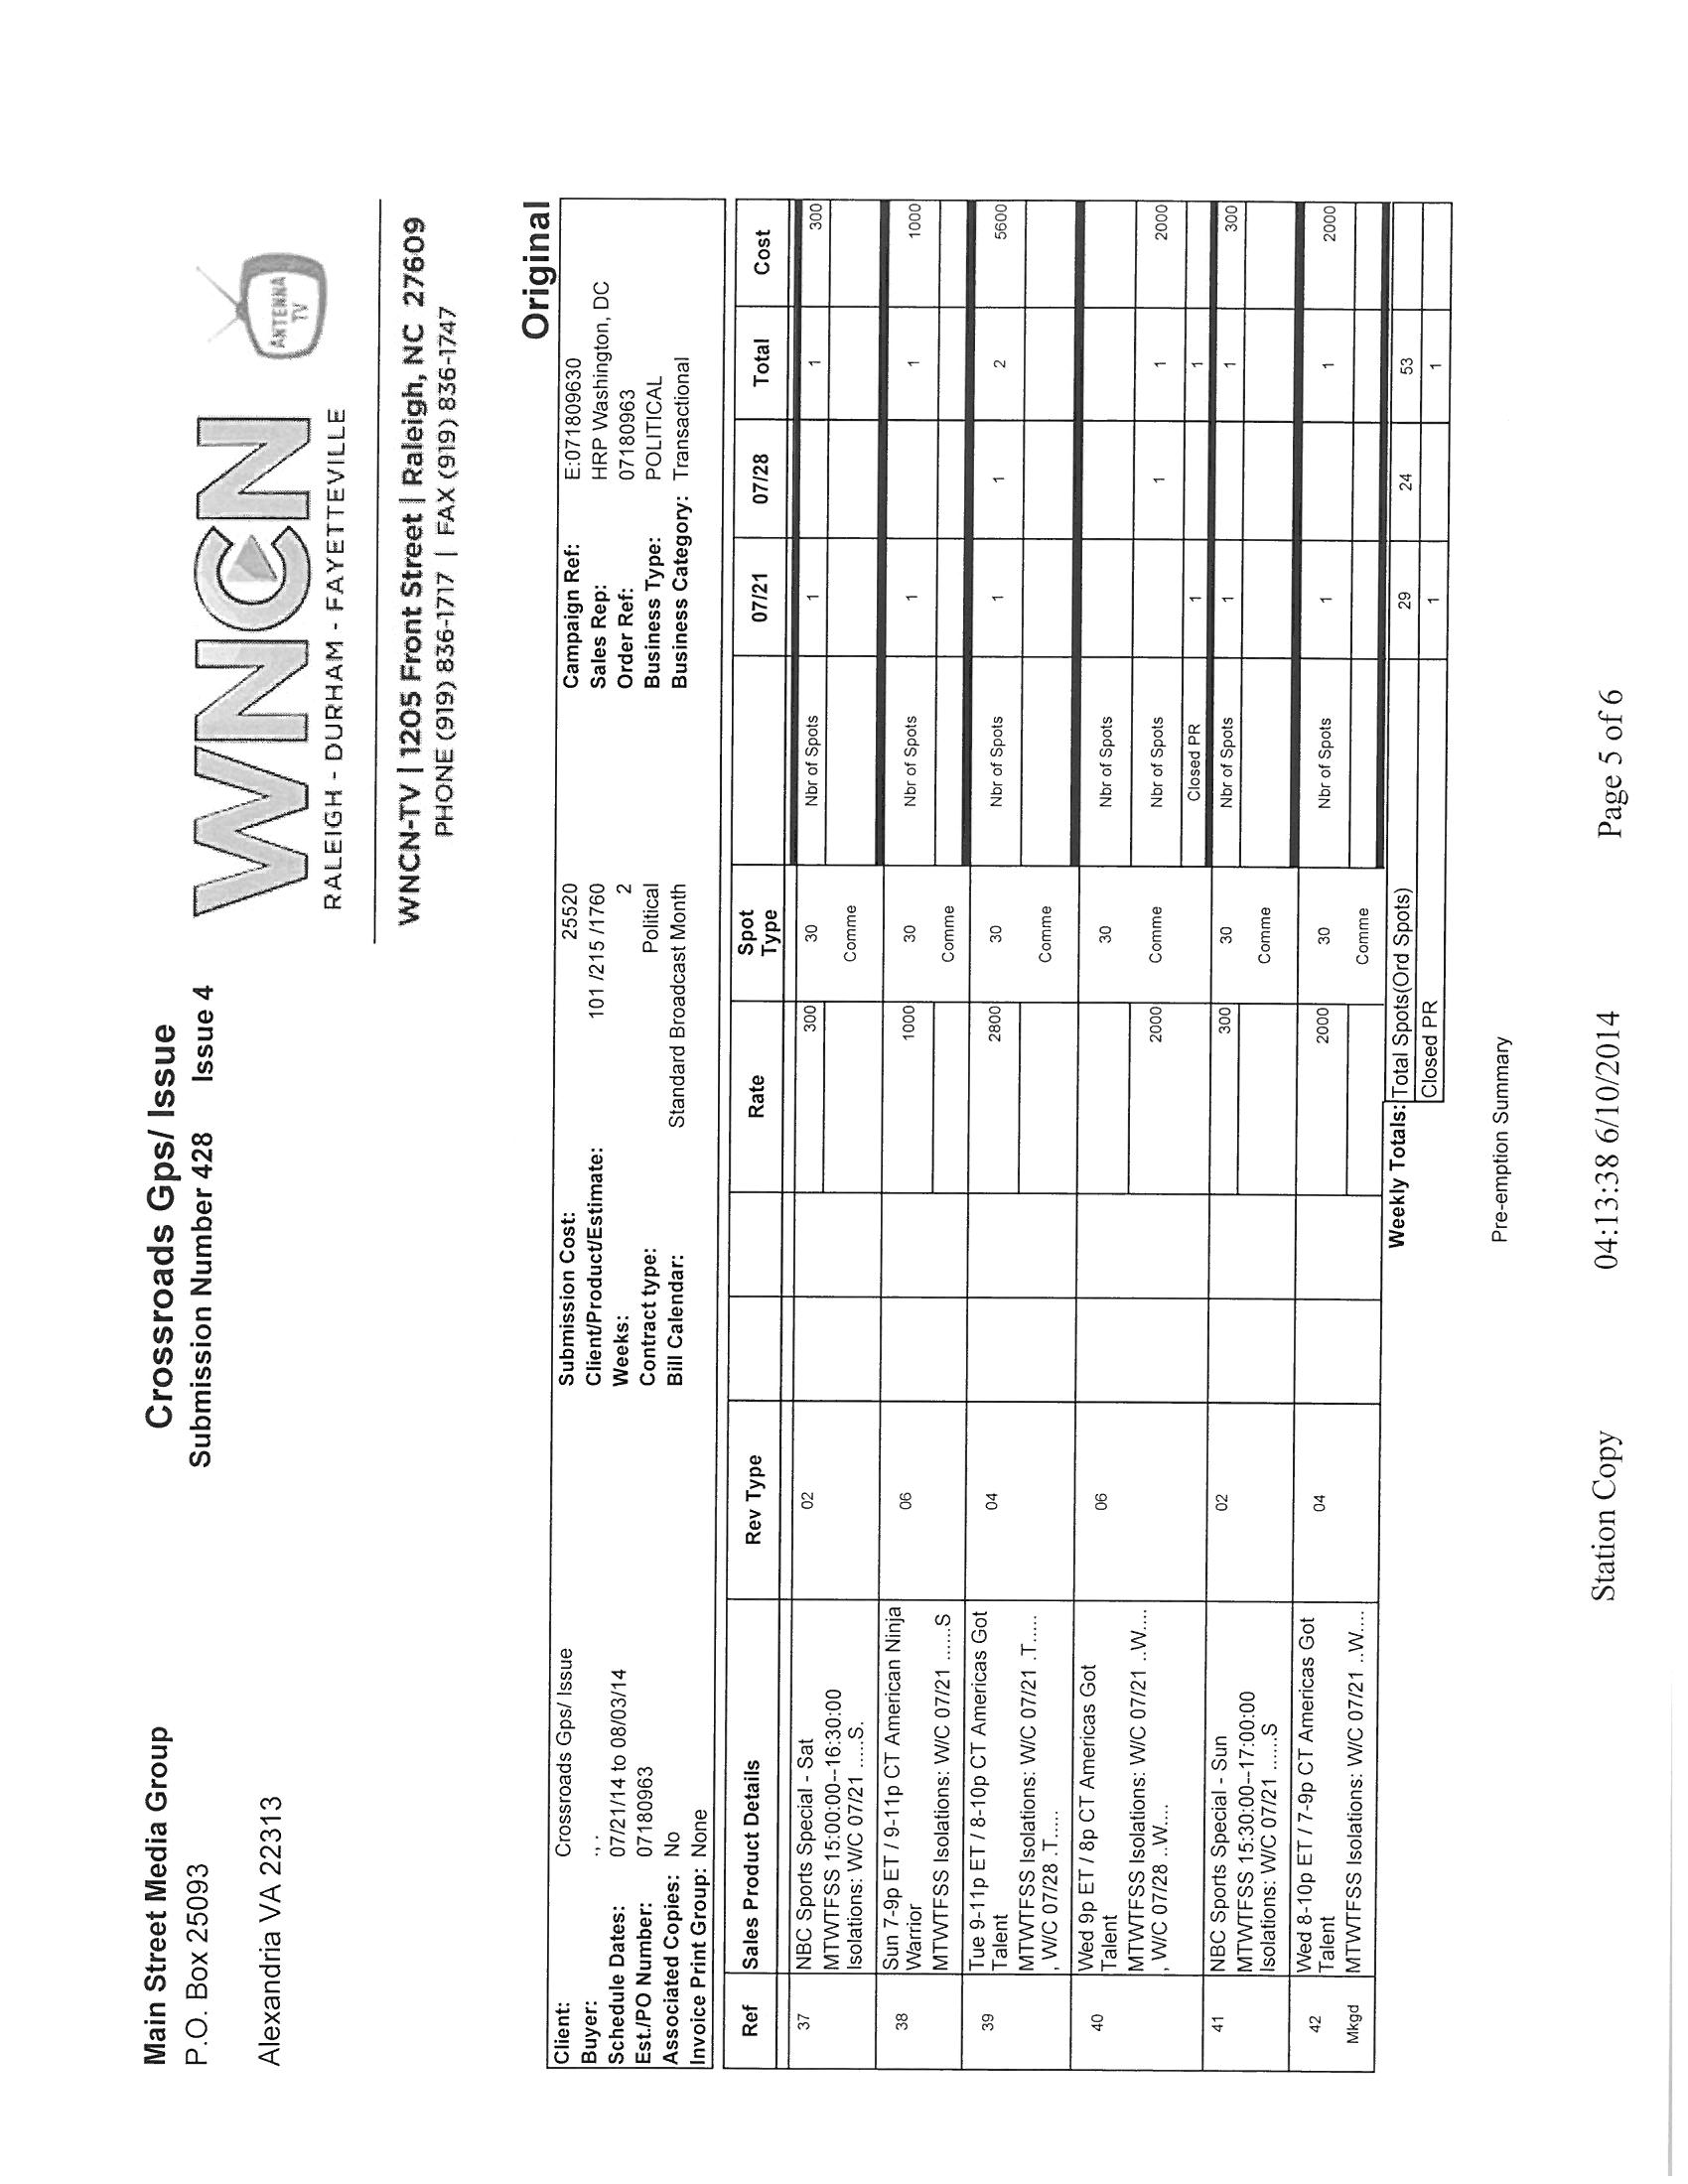 Main Street Media Group
P.O. Box 25093
Alexandria VA 22313
Crossroads Gps/ Issue
Submission Number 428 Issue 4
WNCN
RALEIGH - DURHAM - FAYETTEVILLE
ANTENNA
TV
WNCN-TV | 1205 Front Street | Raleigh, NC 27609
PHONE (919) 836-1717 | FAX (919) 836-1747
Original
Client: Crossroads Gps/ Issue Submission Cost: 25520 Campaign Ref: E:071809630
Buyer: ., . Client/Product/Estimate: 101 /215 /1760 Sales Rep: HRP Washington, DC
Schedule Dates: 07/21/14 to 08/03/14 Weeks: 2 Order Ref: 07180963
Est./PO Number: 07180963 Contract type: Political Business Type: POLITICAL
Associated Copies: No Bill Calendar: Standard Broadcast Month Business Category: Transactional
Invoice Print Group: None
Ref Sales Product Details Rev Type Rate Spot Type 07/21 07/28 Total Cost
37 NBC Sports Special - Sat 02 300 30 Nbr of Spots 1 1 300
MTWTFSS 15:00:00--16:30:00 Comme
Isolations: W/C 07/21 .....S.
38 Sun 7-9p ET / 9-11p CT American Ninja 06 1000 30 Nbr of Spots 1 1 1000
Warrior
MTWTFSS Isolations: W/C 07/21 ......S Comme
39 Tue 9-11p ET / 8-10p CT Americas Got 04 2800 30 Nbr of Spots 1 1 2 5600
Talent
MTWTFSS Isolations: W/C 07/21 .T..... Comme
, W/C 07/28 .T.....
40 Wed 9p ET / 8p CT Americas Got 06 30 Nbr of Spots
Talent
MTWTFSS Isolations: W/C 07/21 ..W.... 2000 Comme Nbr of Spots 1 1 2000
, W/C 07/28 ..W....
Closed PR 1 1
41 NBC Sports Special - Sun 02 300 30 Nbr of Spots 1 1 300
MTWTFSS 15:30:00--17:00:00
Isolations: W/C 07/21 ......S Comme
42 Wed 8-10p ET / 7-9p CT Americas Got 04 2000 30 Nbr of Spots 1 1 2000
Talent
Mkgd MTWTFSS Isolations: W/C 07/21 ..W.... Comme
Weekly Totals: Total Spots(Ord Spots) 29 24 53
Closed PR 1 1
Pre-emption Summary
Station Copy 04:13:38 6/10/2014 Page 5 of 6